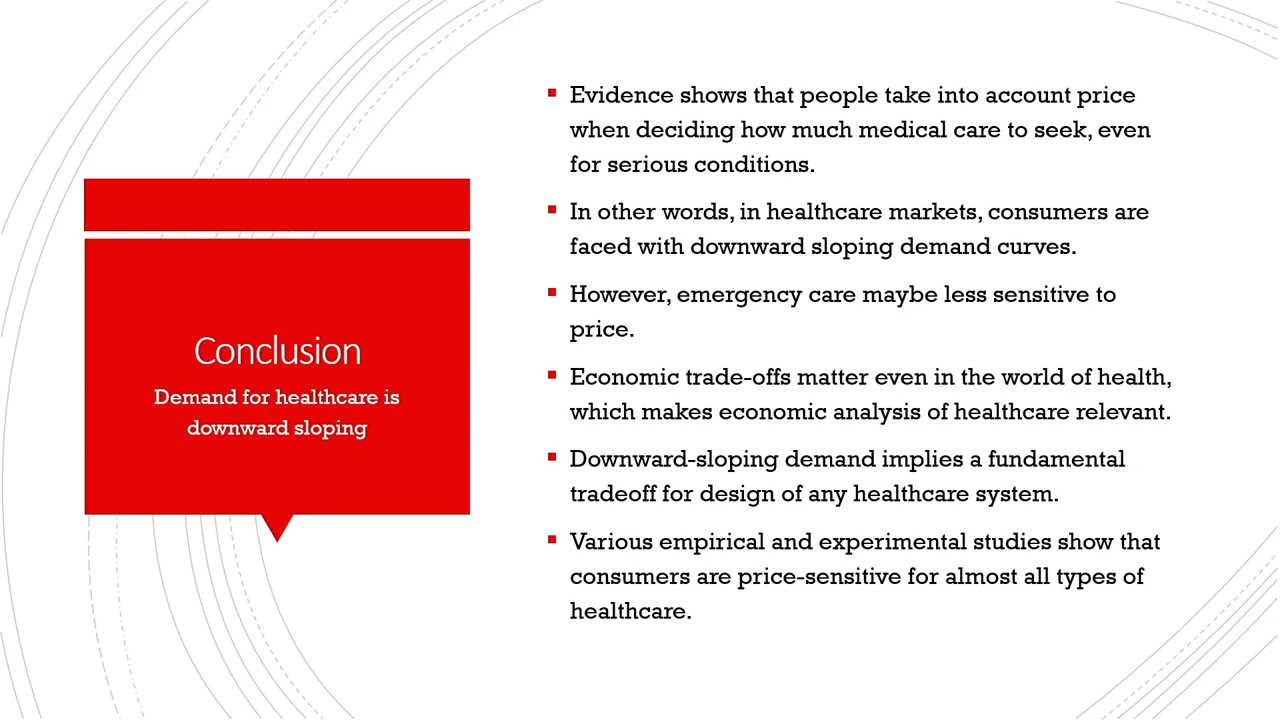 Conclusion
Demand for healthcare is
downward sloping
Evidence shows that people take into account price
when deciding how much medical care to seek, even
for serious conditions.
In other words, in healthcare markets, consumers are
faced with downward sloping demand curves.
However, emergency care maybe less sensitive to
price.
Economic trade-offs matter even in the world of health,
which makes economic analysis of healthcare relevant.
Downward-sloping demand implies a fundamental
tradeoff for design of any healthcare system.
Various empirical and experimental studies show that
consumers are price-sensitive for almost all types of
healthcare.